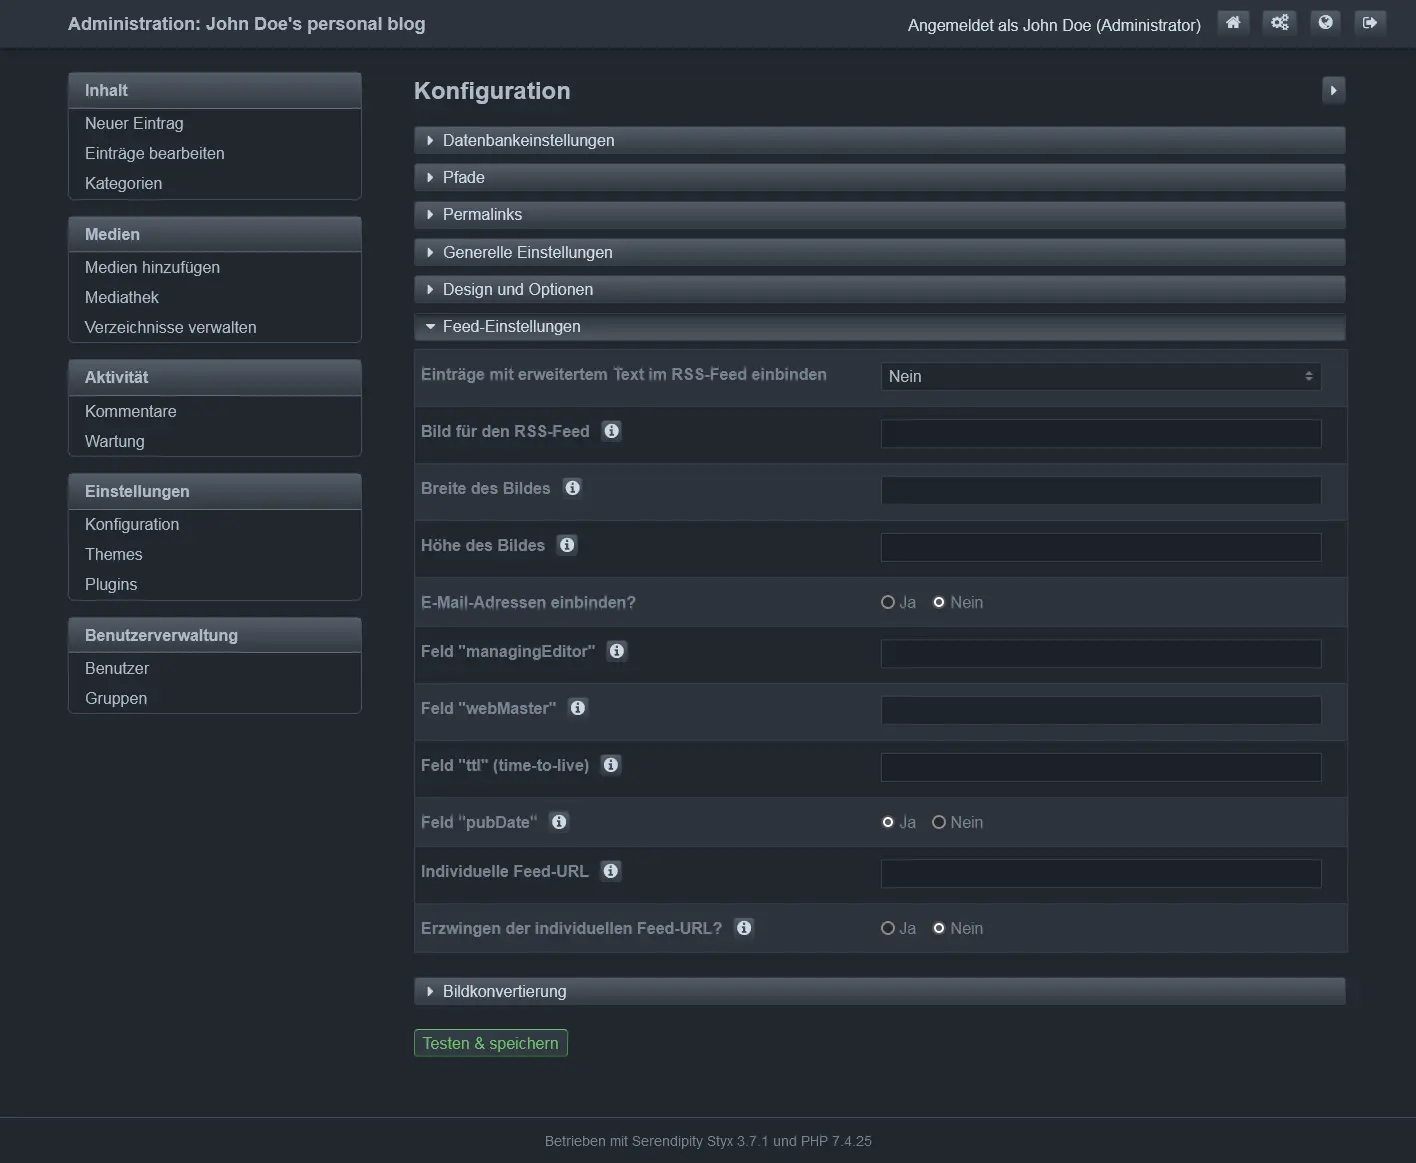 Administration: John Doe's personal blog
Angemeldet als John Doe (Administrator)
Inhalt
Neuer Eintrag
Einträge bearbeiten
Kategorien
Medien
Medien hinzufügen
Mediathek
Verzeichnisse verwalten
Aktivität
Kommentare
Wartung
Einstellungen
Konfiguration
Themes
Plugins
Benutzerverwaltung
Benutzer
Gruppen
Konfiguration
Datenbankeinstellungen
Pfade
Permalinks
Generelle Einstellungen
Design und Optionen
Feed-Einstellungen
Einträge mit erweitertem Text im RSS-Feed einbinden Nein
Bild für den RSS-Feed
Breite des Bildes
Höhe des Bildes
E-Mail-Adressen einbinden? Ja Nein
Feld "managingEditor"
Feld "webMaster"
Feld "ttl" (time-to-live)
Feld "pubDate" Ja Nein
Individuelle Feed-URL
Erzwingen der individuellen Feed-URL? Ja Nein
Bildkonvertierung
Testen & speichern
Betrieben mit Serendipity Styx 3.7.1 und PHP 7.4.25